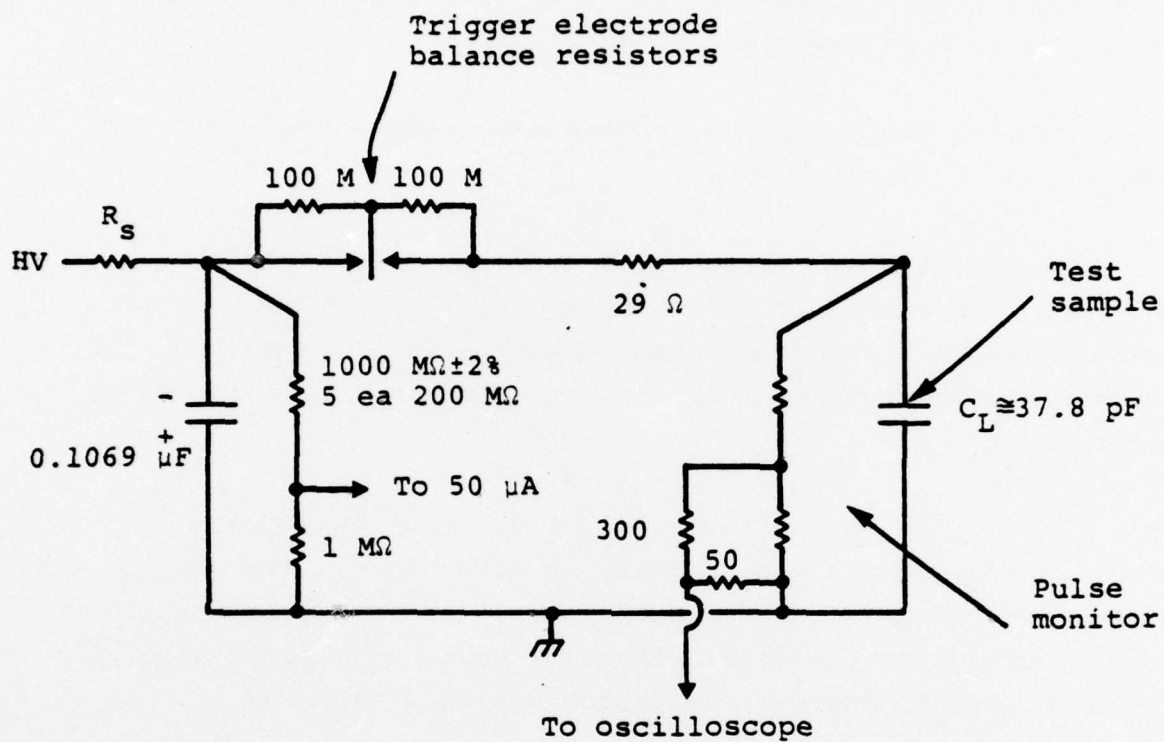 Trigger electrode
balance resistors
100 M
100 M
R_s
HV
29 Ω
Test
sample
1000 MΩ±2%
5 ea 200 MΩ
-
+
0.1069 μF
C_L≅37.8 pF
To 50 μA
300
1 MΩ
50
Pulse
monitor
To oscilloscope